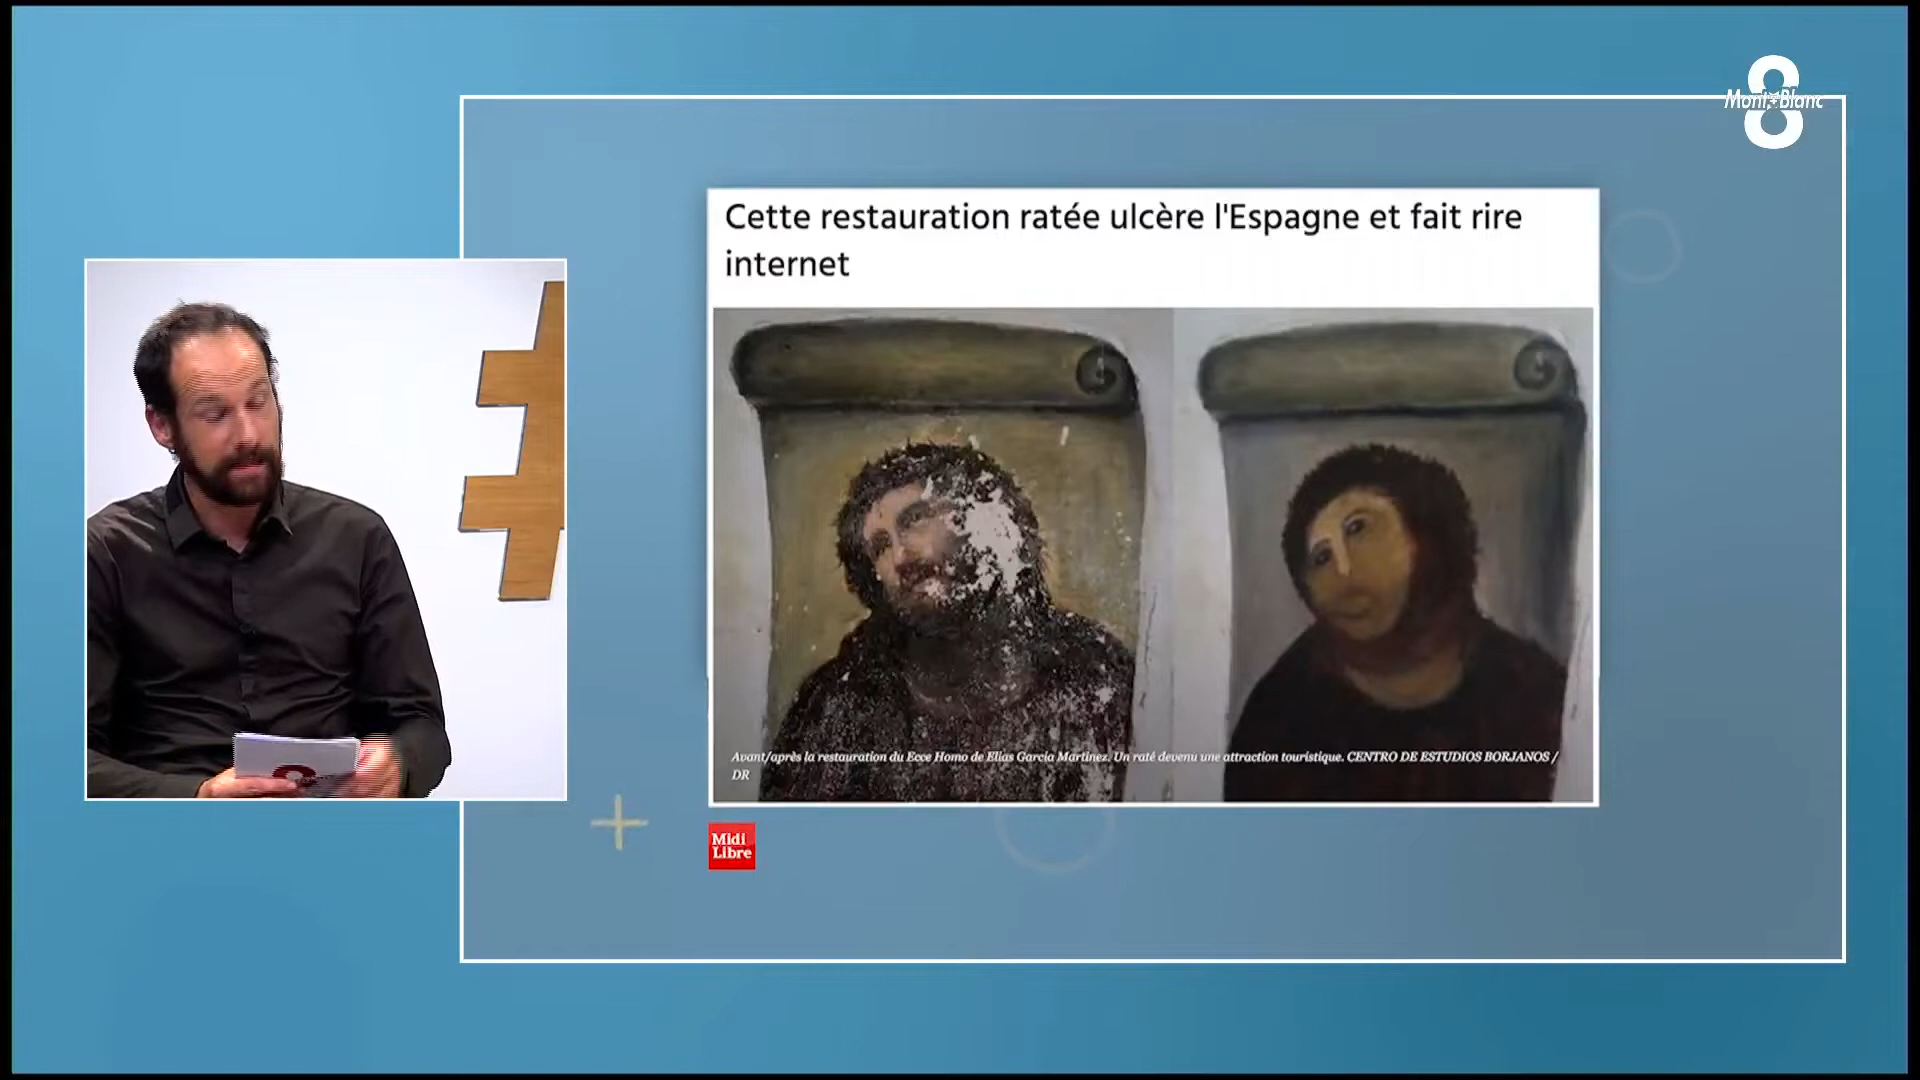 8
Mont Blanc
Cette restauration ratée ulcère l'Espagne et fait rire
internet
Avant/après la restauration du Ecce Homo de Elias Garcia Martinez. Un raté devenu une attraction touristique. CENTRO DE ESTUDIOS BORJANOS /
DR
Midi
Libre